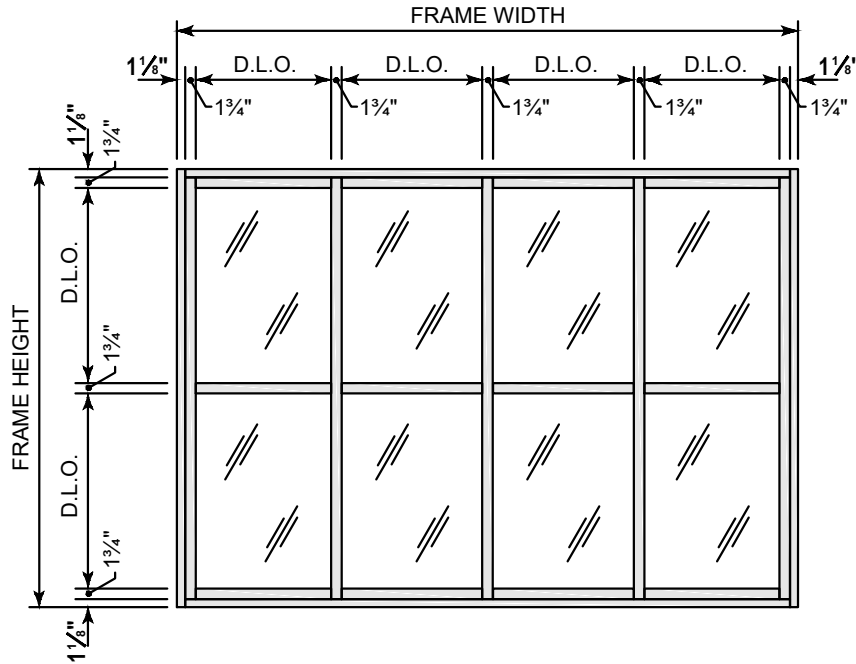 FRAME WIDTH
1⅛" D.L.O. D.L.O. D.L.O. D.L.O. 1⅛"
1¾" 1¾" 1¾" 1¾" 1¾"
1⅛"
1¾"
D.L.O.
FRAME HEIGHT
1¾"
D.L.O.
1¾"
1⅛"